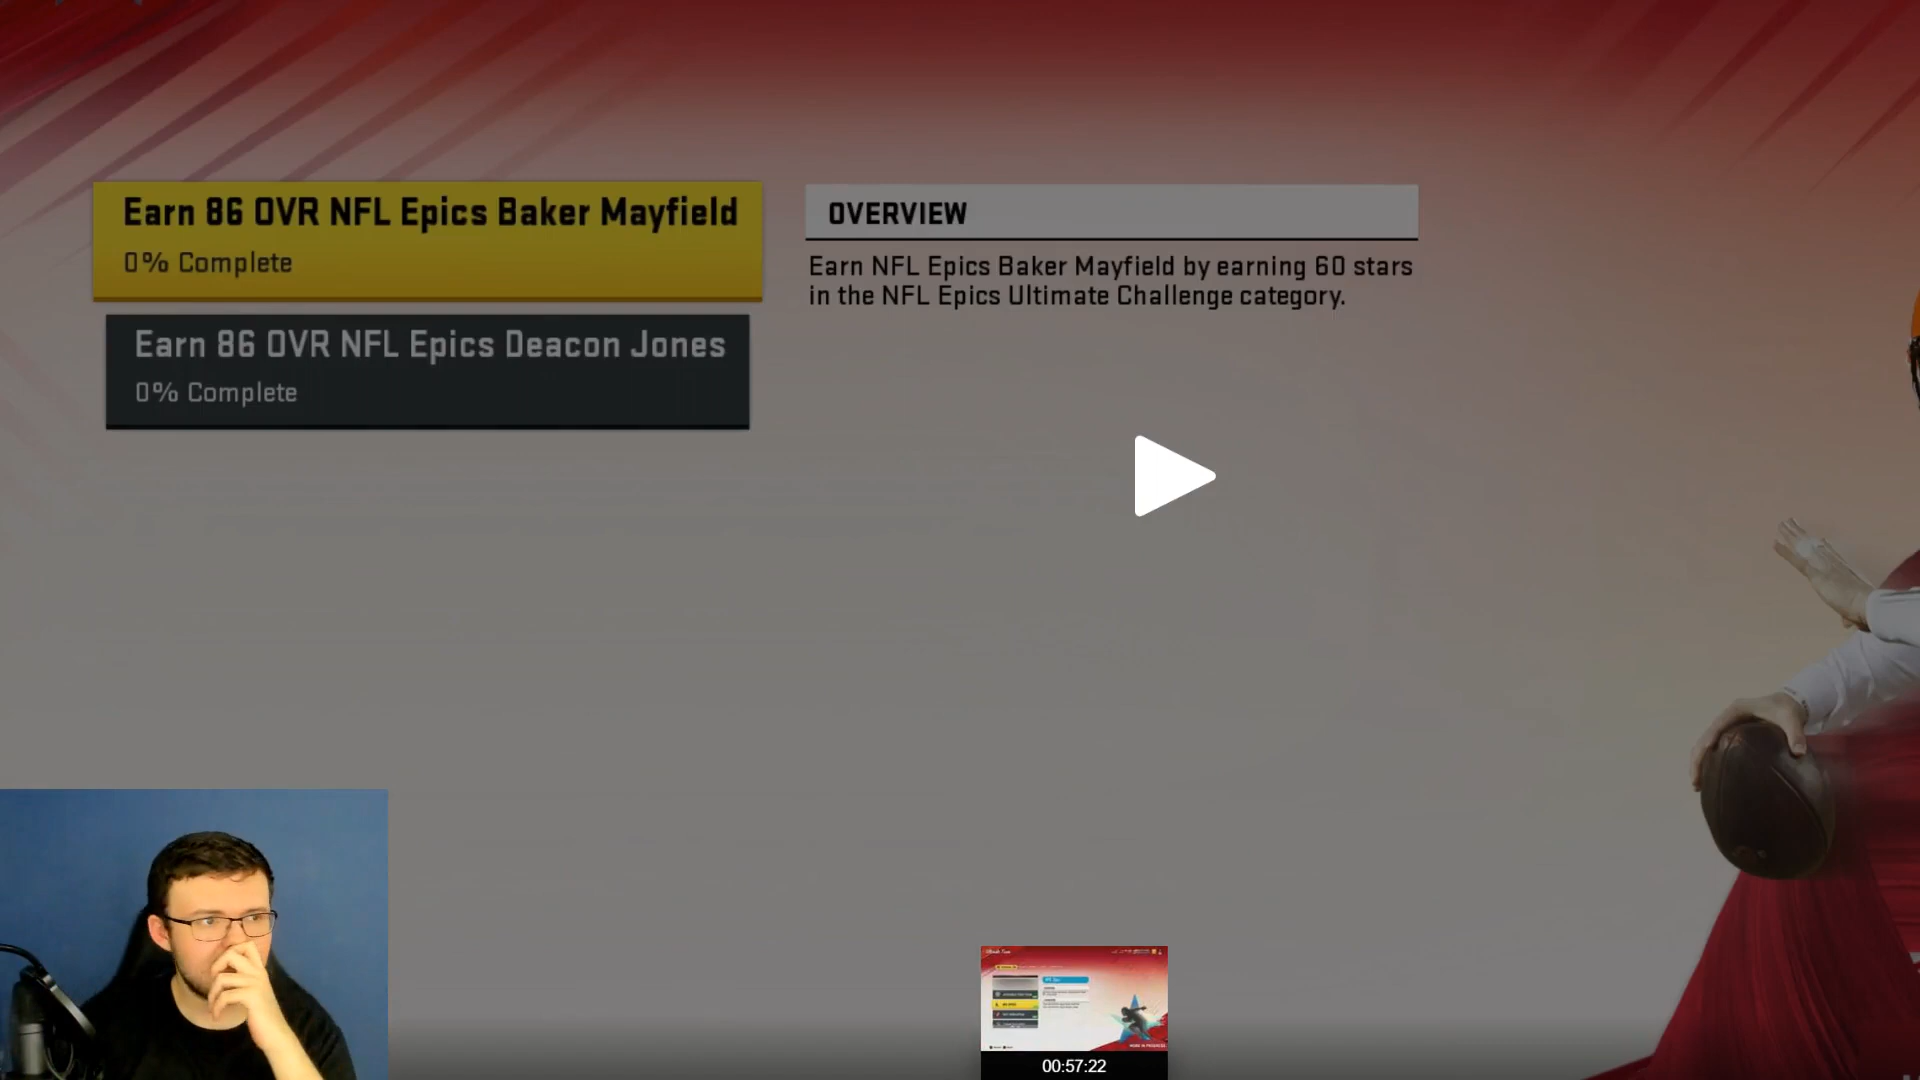 Earn 86 OVR NFL Epics Baker Mayfield
0% Complete
Earn 86 OVR NFL Epics Deacon Jones
0% Complete
OVERVIEW
Earn NFL Epics Baker Mayfield by earning 60 stars
in the NFL Epics Ultimate Challenge category.
00:57:22